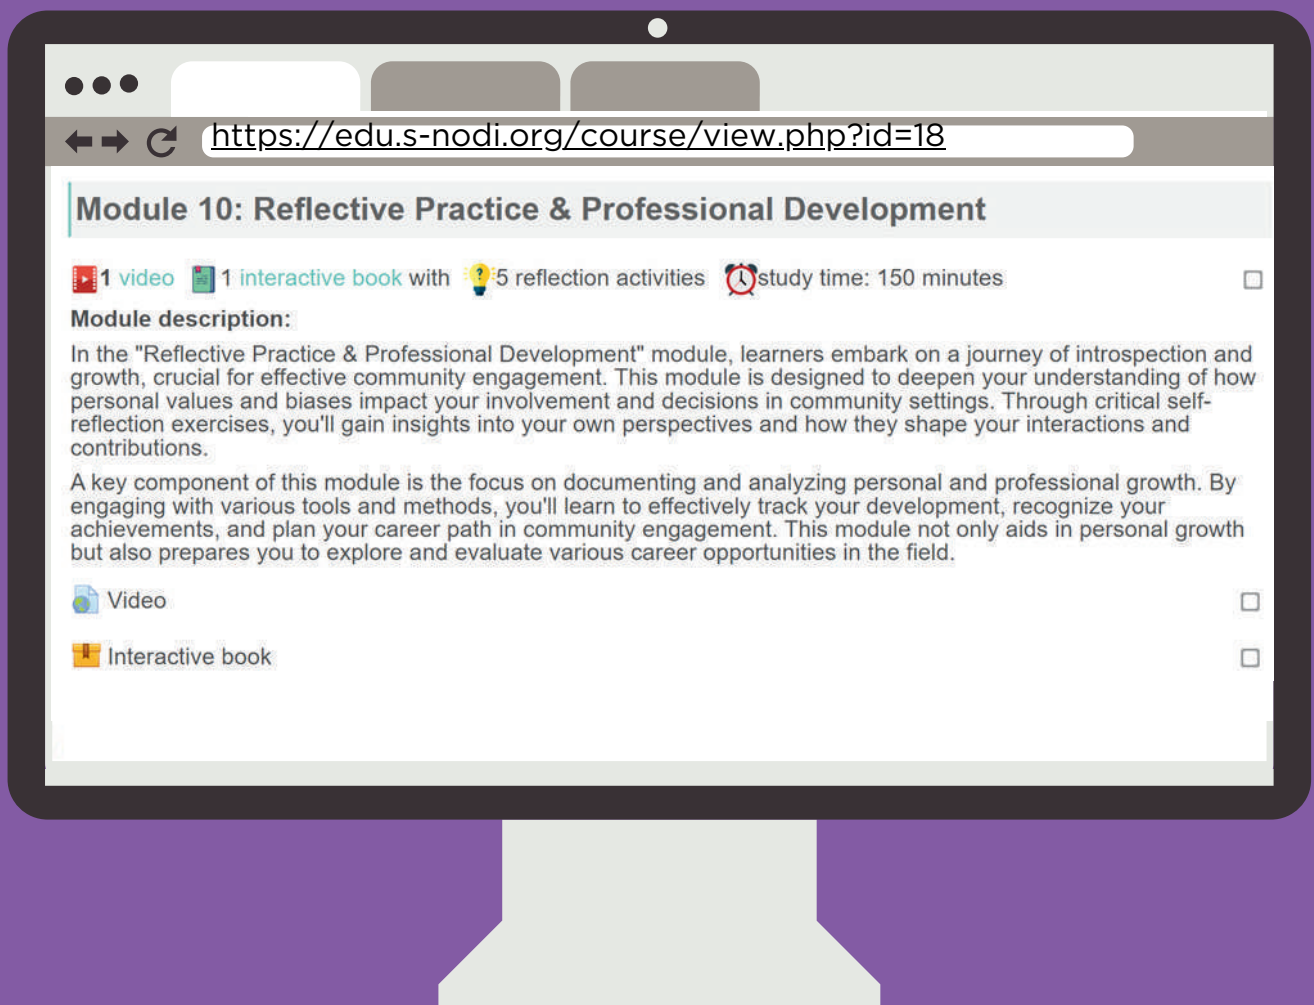 https://edu.s-nodi.org/course/view.php?id=18
Module 10: Reflective Practice & Professional Development
1 video 1 interactive book with 5 reflection activities study time: 150 minutes
Module description:
In the "Reflective Practice & Professional Development" module, learners embark on a journey of introspection and
growth, crucial for effective community engagement. This module is designed to deepen your understanding of how
personal values and biases impact your involvement and decisions in community settings. Through critical self-
reflection exercises, you'll gain insights into your own perspectives and how they shape your interactions and
contributions.
A key component of this module is the focus on documenting and analyzing personal and professional growth. By
engaging with various tools and methods, you'll learn to effectively track your development, recognize your
achievements, and plan your career path in community engagement. This module not only aids in personal growth
but also prepares you to explore and evaluate various career opportunities in the field.
Video
Interactive book